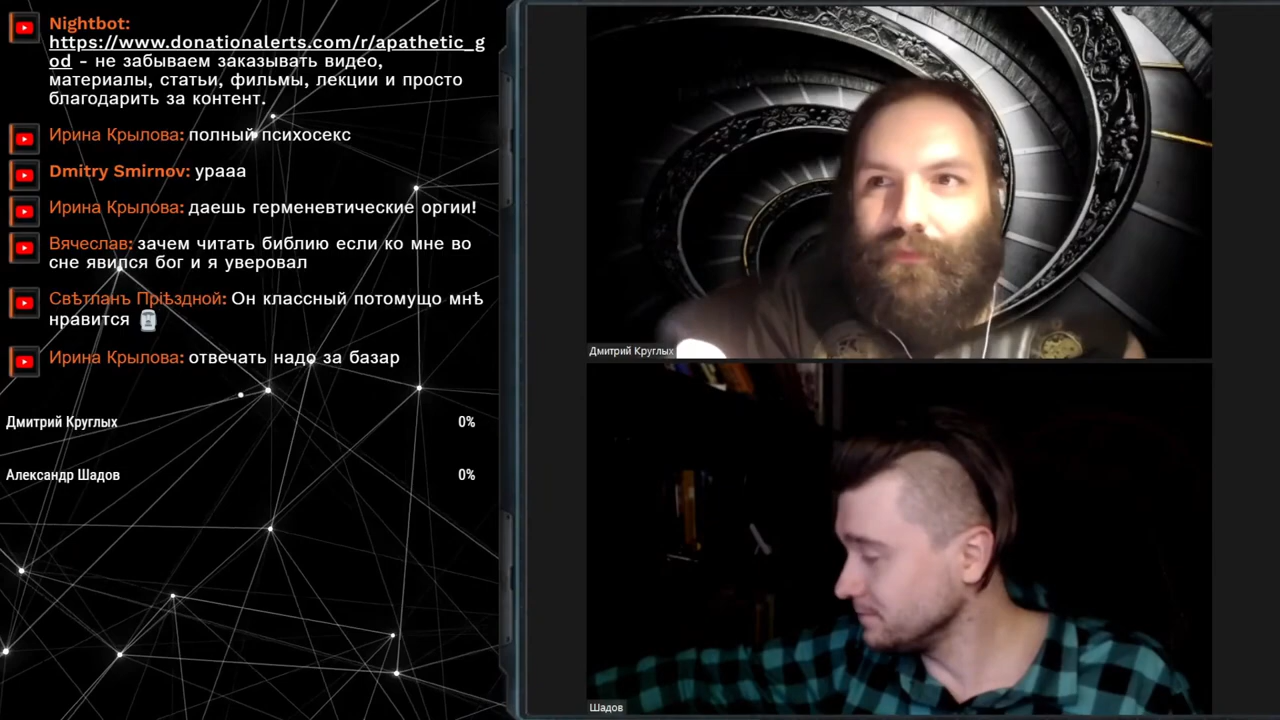 Nightbot:
https://www.donationalerts.com/r/apathetic_g
od - не забываем заказывать видео,
материалы, статьи, фильмы, лекции и просто
благодарить за контент.
Ирина Крылова: полный психосекс
Dmitry Smirnov: урааа
Ирина Крылова: даешь герменевтические оргии!
Вячеслав: зачем читать библию если ко мне во
сне явился бог и я уверовал
Свѣтланъ Прiѣздной: Он классный потомущо мнѣ
нравится 🗿
Ирина Крылова: отвечать надо за базар
Дмитрий Круглых 0%
Александр Шадов 0%
Дмитрий Круглых
Шадов